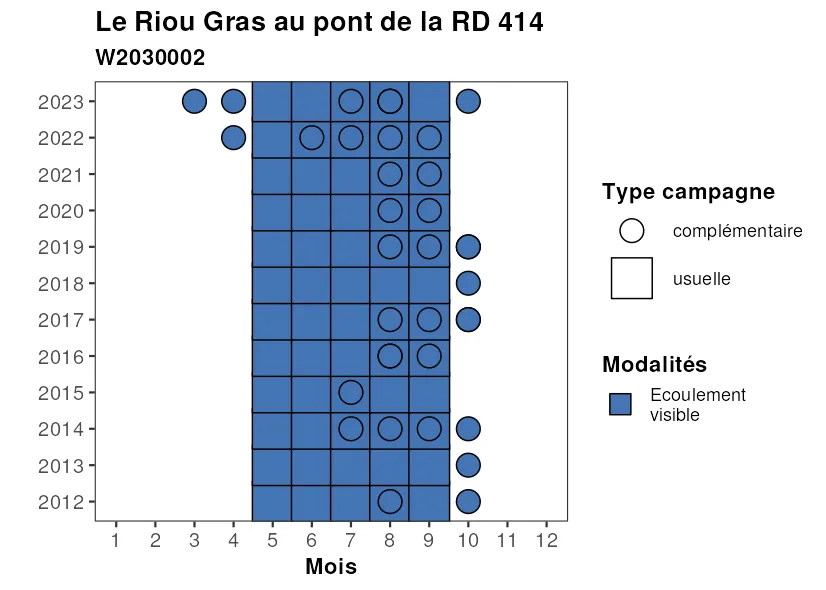 Le Riou Gras au pont de la RD 414
W2030002
2023
2022
2021
2020
2019
2018
2017
2016
2015
2014
2013
2012
1 2 3 4 5 6 7 8 9 10 11 12
Mois
Type campagne
complémentaire
usuelle
Modalités
Ecoulement
visible